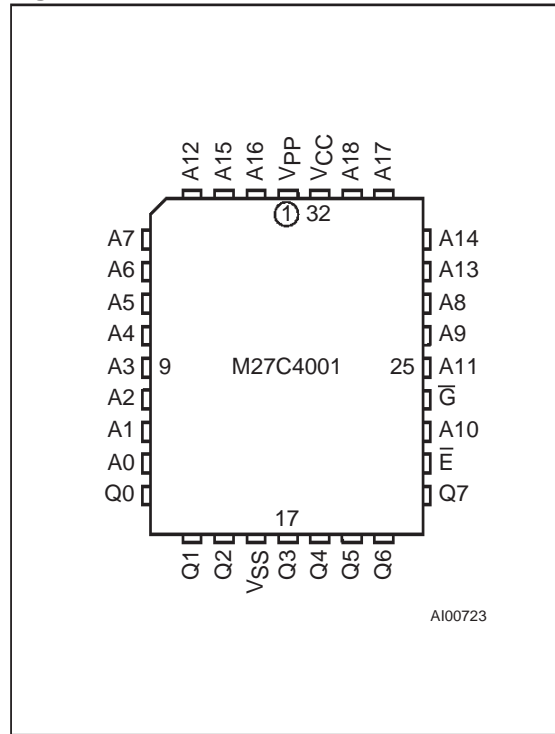 A12 A15 A16 VPP VCC A18 A17
1 32
A7 A14
A6 A13
A5 A8
A4 A9
A3 9 M27C4001 25 A11
A2 G̅
A1 A10
A0 E̅
Q0 Q7
17
Q1 Q2 VSS Q3 Q4 Q5 Q6
AI00723